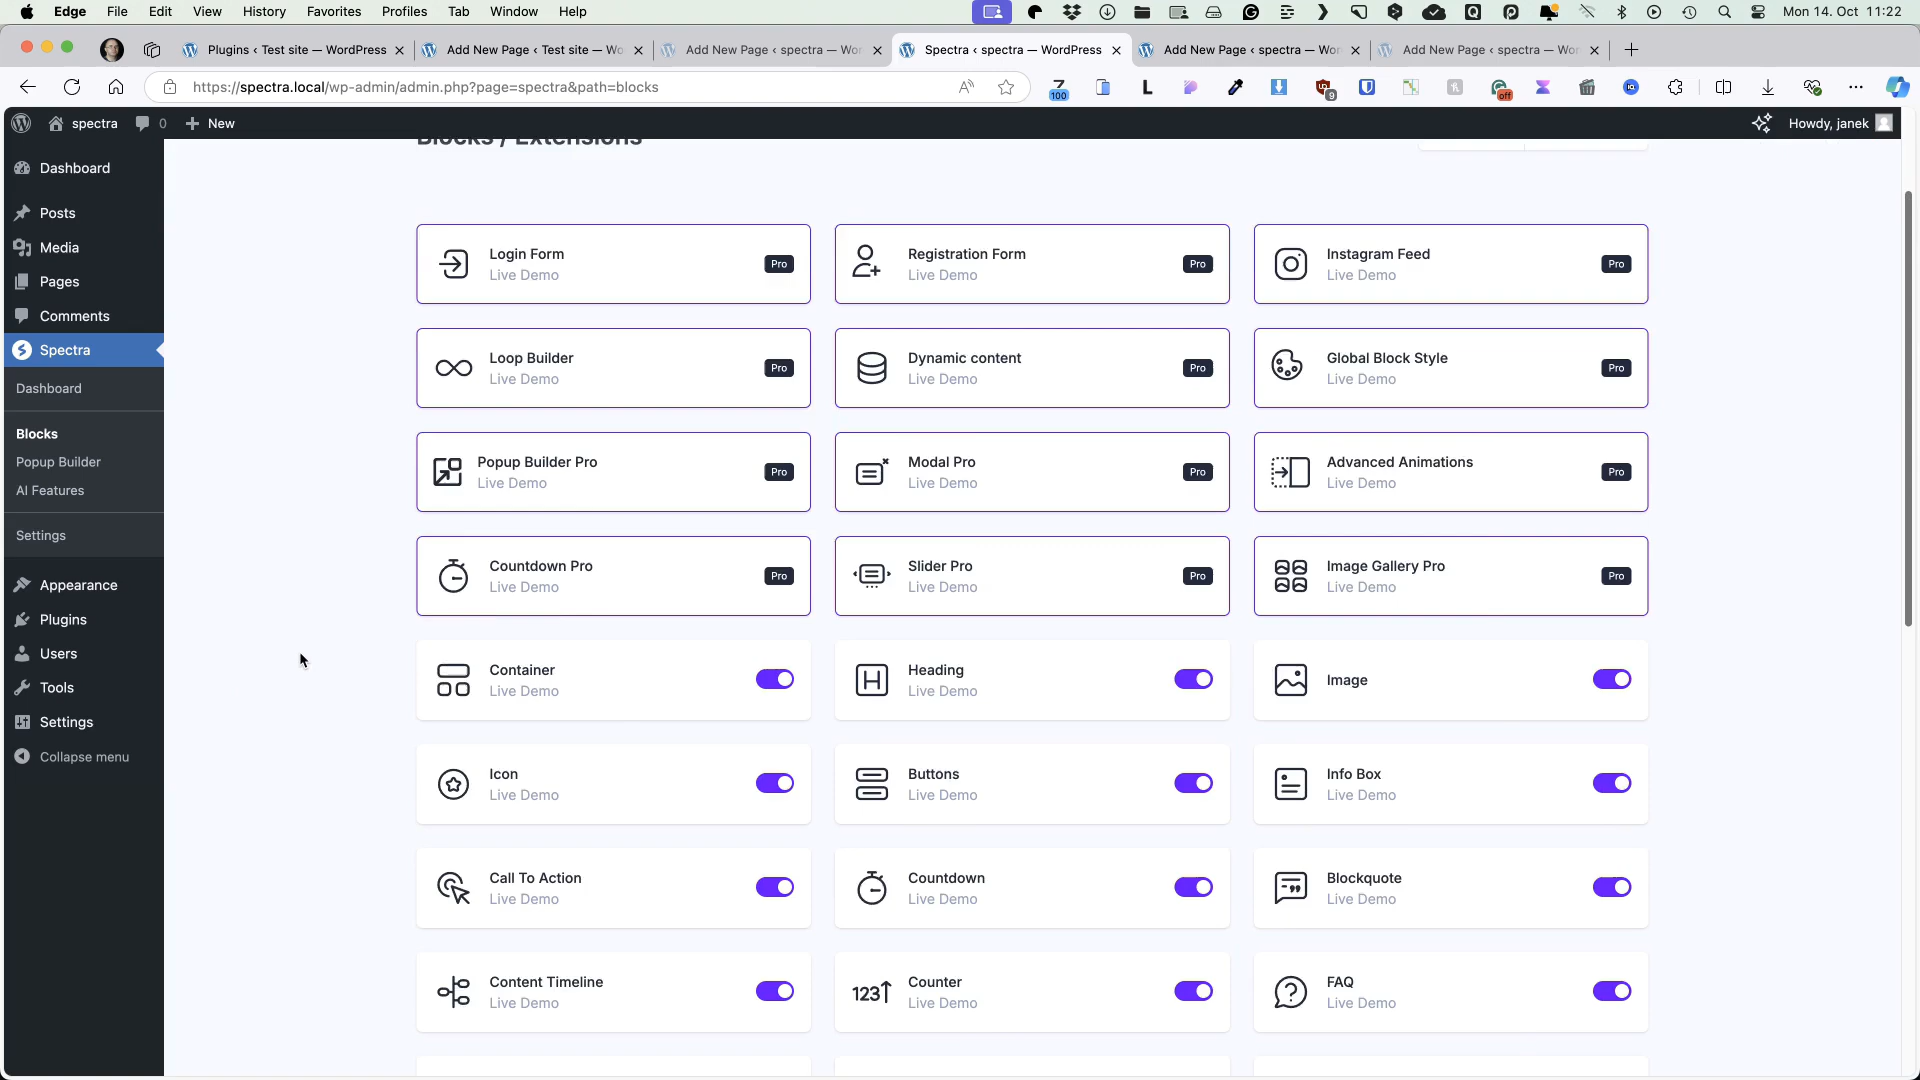 Edge File Edit View History Favorites Profiles Tab Window Help Mon 14. Oct 11:22
Plugins ‹ Test site — WordPress Add New Page ‹ Test site — Wo Add New Page ‹ spectra — Wor Spectra ‹ spectra — WordPress Add New Page ‹ spectra — Wor Add New Page ‹ spectra — Wor
https://spectra.local/wp-admin/admin.php?page=spectra&path=blocks
100 9 off
spectra 0 New Howdy, janek
Blocks / Extensions
Dashboard
Posts
Media
Pages
Comments
Spectra
Dashboard
Blocks
Popup Builder
AI Features
Settings
Appearance
Plugins
Users
Tools
Settings
Collapse menu
Login Form
Live Demo
Pro
Registration Form
Live Demo
Pro
Instagram Feed
Live Demo
Pro
Loop Builder
Live Demo
Pro
Dynamic content
Live Demo
Pro
Global Block Style
Live Demo
Pro
Popup Builder Pro
Live Demo
Pro
Modal Pro
Live Demo
Pro
Advanced Animations
Live Demo
Pro
Countdown Pro
Live Demo
Pro
Slider Pro
Live Demo
Pro
Image Gallery Pro
Live Demo
Pro
Container
Live Demo
Heading
Live Demo
Image
Icon
Live Demo
Buttons
Live Demo
Info Box
Live Demo
Call To Action
Live Demo
Countdown
Live Demo
Blockquote
Live Demo
Content Timeline
Live Demo
123
Counter
Live Demo
FAQ
Live Demo